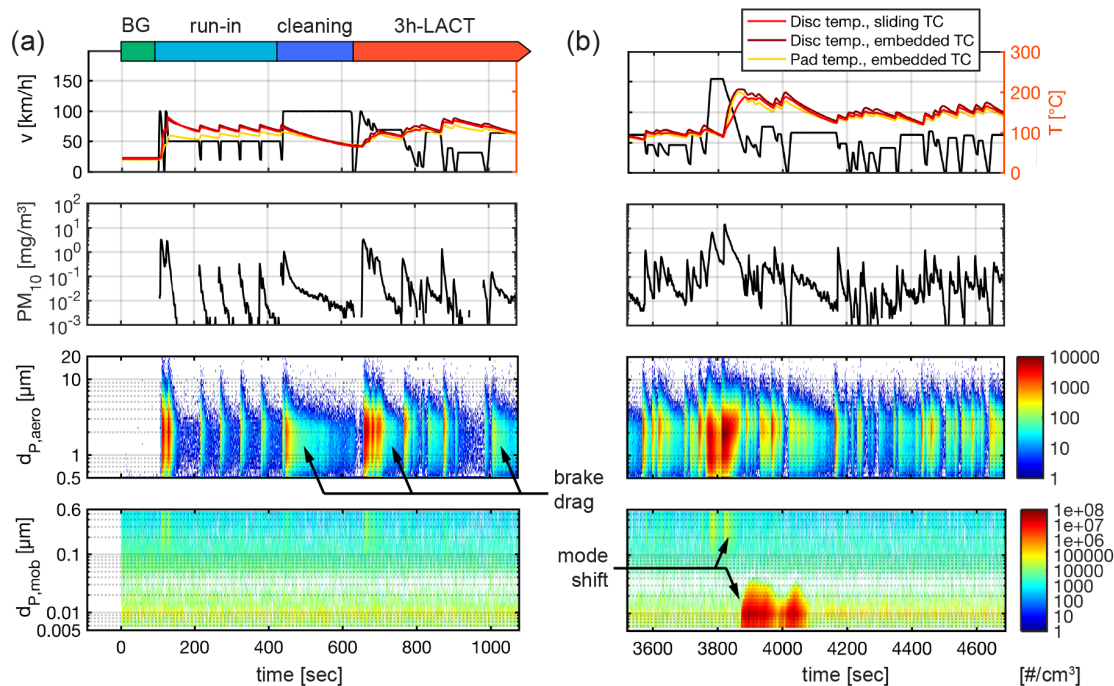 (a)
BG run-in cleaning 3h-LACT
(b)
Disc temp., sliding TC
Disc temp., embedded TC
Pad temp., embedded TC
v [km/h]
150
100
50
0
300
200
100
0
T [°C]
PM10 [mg/m³]
10²
10¹
10⁰
10⁻¹
10⁻²
10⁻³
dP,aero [µm]
20
10
1
0.5
brake
drag
10000
1000
100
10
1
dP,mob [µm]
0.6
0.1
0.01
0.005
mode
shift
1e+08
1e+07
1e+06
100000
10000
1000
100
10
1
0 200 400 600 800 1000
time [sec]
3600 3800 4000 4200 4400 4600
time [sec]
[#/cm³]